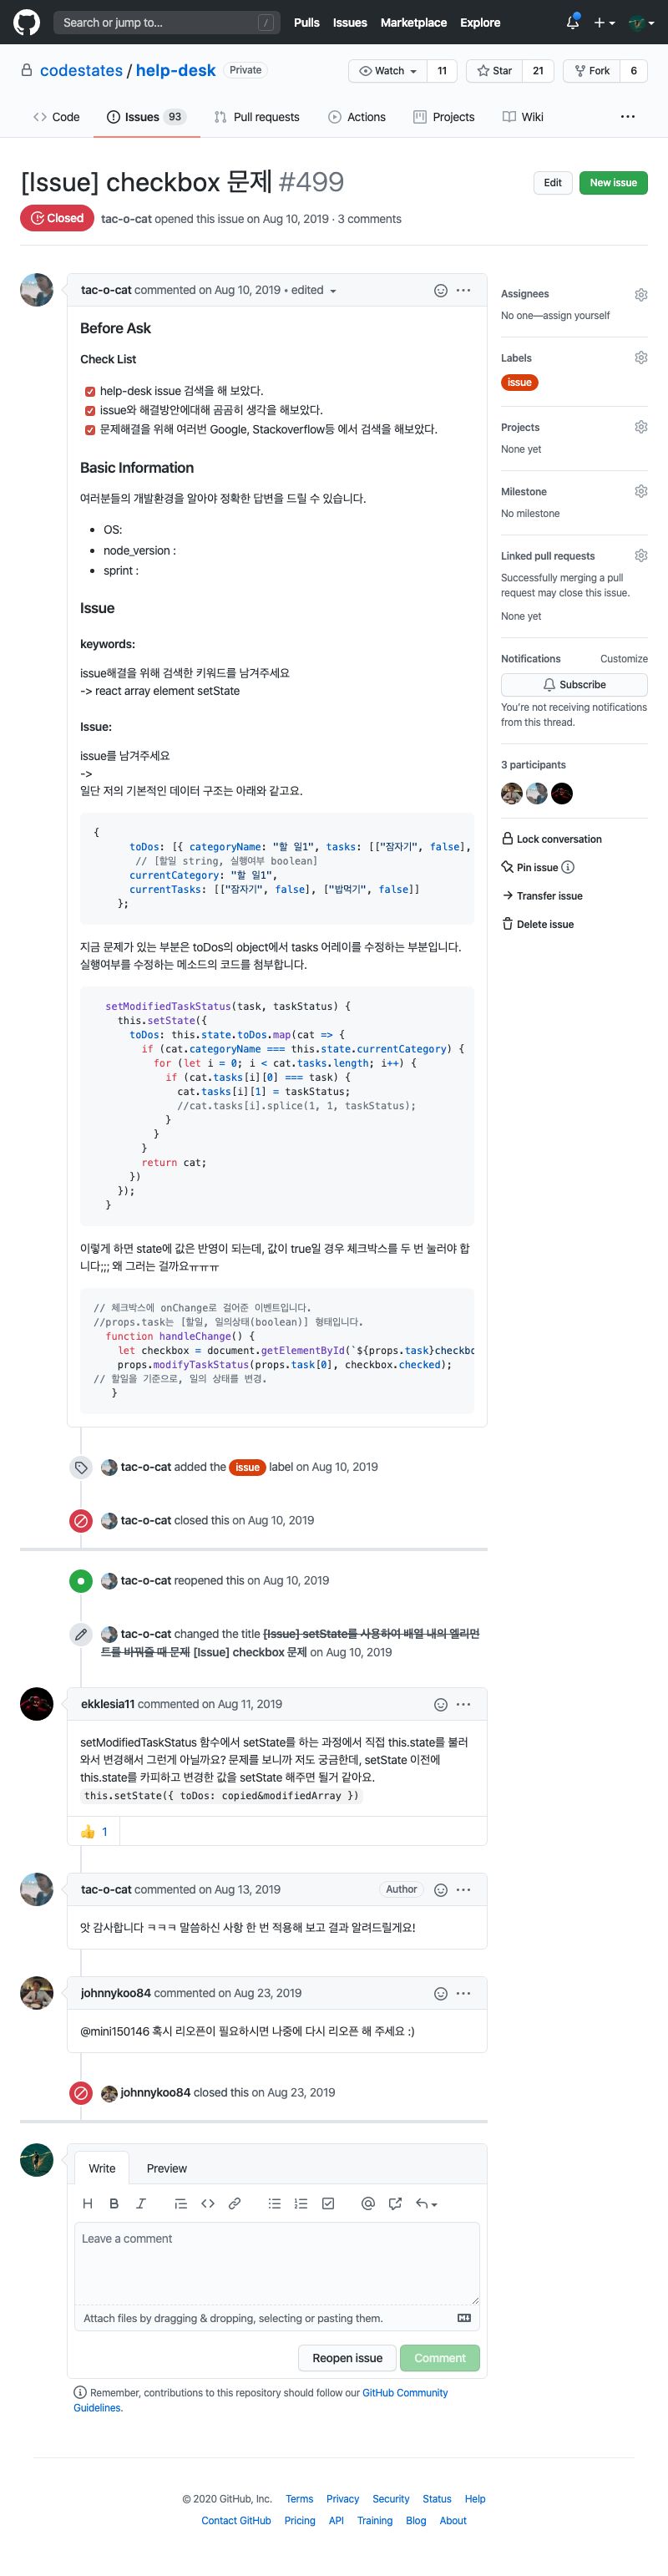 Search or jump to... /
Pulls Issues Marketplace Explore
codestates / help-desk Private
Watch 11 Star 21 Fork 6
Code Issues 93 Pull requests Actions Projects Wiki
[Issue] checkbox 문제 #499
Edit New issue
Closed tac-o-cat opened this issue on Aug 10, 2019 · 3 comments
tac-o-cat commented on Aug 10, 2019 • edited
Before Ask
Check List
help-desk issue 검색을 해 보았다.
issue와 해결방안에대해 곰곰히 생각을 해보았다.
문제해결을 위해 여러번 Google, Stackoverflow등 에서 검색을 해보았다.
Basic Information
여러분들의 개발환경을 알아야 정확한 답변을 드릴 수 있습니다.
OS:
node_version :
sprint :
Issue
keywords:
issue해결을 위해 검색한 키워드를 남겨주세요
-> react array element setState
Issue:
issue를 남겨주세요
->
일단 저의 기본적인 데이터 구조는 아래와 같고요.
{
toDos: [{ categoryName: "할 일1", tasks: [["잠자기", false],
// [할일 string, 실행여부 boolean]
currentCategory: "할 일1",
currentTasks: [["잠자기", false], ["밥먹기", false]]
};
지금 문제가 있는 부분은 toDos의 object에서 tasks 어레이를 수정하는 부분입니다.
실행여부를 수정하는 메소드의 코드를 첨부합니다.
setModifiedTaskStatus(task, taskStatus) {
this.setState({
toDos: this.state.toDos.map(cat => {
if (cat.categoryName === this.state.currentCategory) {
for (let i = 0; i < cat.tasks.length; i++) {
if (cat.tasks[i][0] === task) {
cat.tasks[i][1] = taskStatus;
//cat.tasks[i].splice(1, 1, taskStatus);
}
}
}
return cat;
})
});
}
이렇게 하면 state에 값은 반영이 되는데, 값이 true일 경우 체크박스를 두 번 눌러야 합
니다;;; 왜 그러는 걸까요ㅠㅠㅠ
// 체크박스에 onChange로 걸어준 이벤트입니다.
//props.task는 [할일, 일의상태(boolean)] 형태입니다.
function handleChange() {
let checkbox = document.getElementById(`${props.task}checkbo
props.modifyTaskStatus(props.task[0], checkbox.checked);
// 할일을 기준으로, 일의 상태를 변경.
}
tac-o-cat added the issue label on Aug 10, 2019
tac-o-cat closed this on Aug 10, 2019
tac-o-cat reopened this on Aug 10, 2019
tac-o-cat changed the title [Issue] setState를 사용하여 배열 내의 엘리먼
트를 바꿔줄 때 문제 [Issue] checkbox 문제 on Aug 10, 2019
ekklesia11 commented on Aug 11, 2019
setModifiedTaskStatus 함수에서 setState를 하는 과정에서 직접 this.state를 불러
와서 변경해서 그런게 아닐까요? 문제를 보니까 저도 궁금한데, setState 이전에
this.state를 카피하고 변경한 값을 setState 해주면 될거 같아요.
this.setState({ toDos: copied&modifiedArray })
1
tac-o-cat commented on Aug 13, 2019 Author
앗 감사합니다 ㅋㅋㅋ 말씀하신 사항 한 번 적용해 보고 결과 알려드릴게요!
johnnykoo84 commented on Aug 23, 2019
@mini150146 혹시 리오픈이 필요하시면 나중에 다시 리오픈 해 주세요 :)
johnnykoo84 closed this on Aug 23, 2019
Write Preview
Leave a comment
Attach files by dragging & dropping, selecting or pasting them.
Reopen issue Comment
Remember, contributions to this repository should follow our GitHub Community
Guidelines.
Assignees
No one—assign yourself
Labels
issue
Projects
None yet
Milestone
No milestone
Linked pull requests
Successfully merging a pull
request may close this issue.
None yet
Notifications Customize
Subscribe
You're not receiving notifications
from this thread.
3 participants
Lock conversation
Pin issue
Transfer issue
Delete issue
© 2020 GitHub, Inc. Terms Privacy Security Status Help
Contact GitHub Pricing API Training Blog About